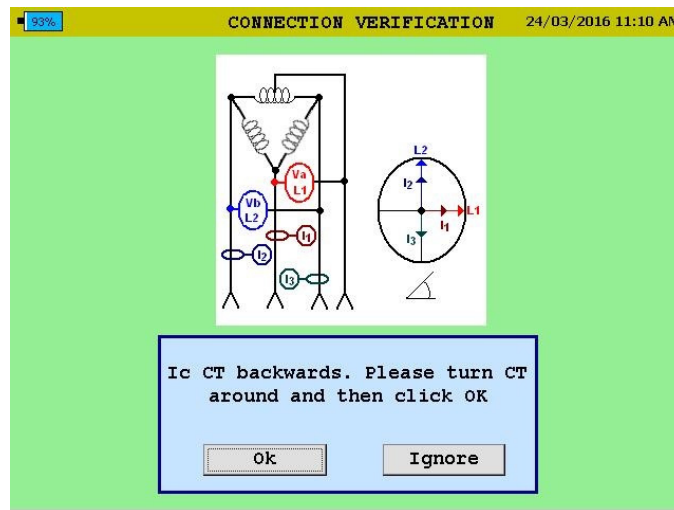 93% CONNECTION VERIFICATION 24/03/2016 11:10 AM
Va
L1
Vb
L2
I1
I2
I3
L2
I2
L1
I1
I3
Ic CT backwards. Please turn CT
around and then click OK
Ok Ignore